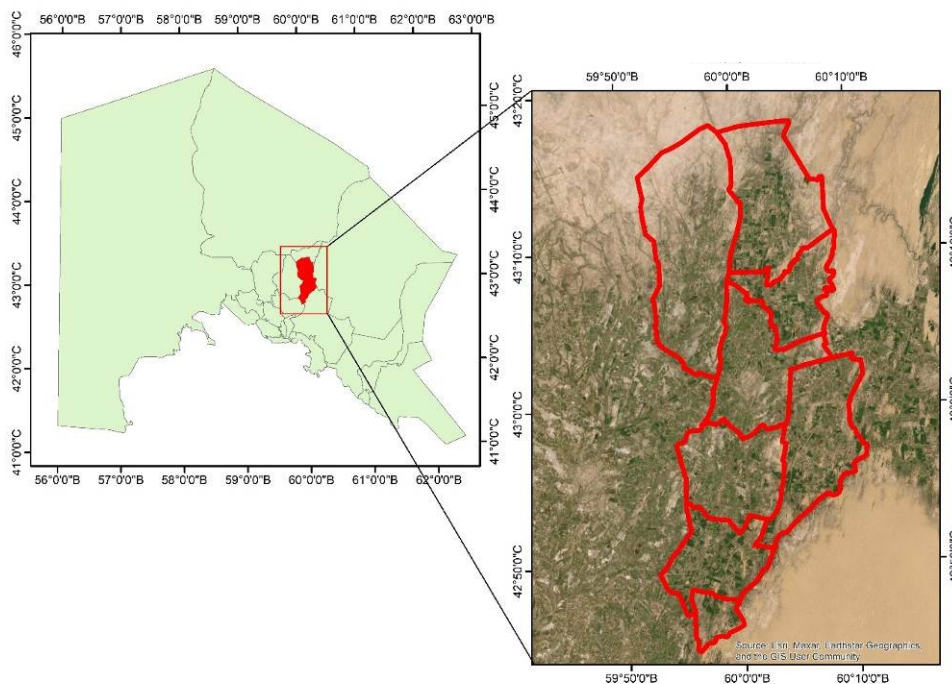 56°0'0"В 57°0'0"В 58°0'0"В 59°0'0"В 60°0'0"В 61°0'0"В 62°0'0"В 63°0'0"В
46°0'0"С
45°0'0"С
44°0'0"С
43°0'0"С
42°0'0"С
41°0'0"С
45°0'0"С
44°0'0"С
43°0'0"С
42°0'0"С
41°0'0"С
56°0'0"В 57°0'0"В 58°0'0"В 59°0'0"В 60°0'0"В 61°0'0"В 62°0'0"В
59°50'0"В 60°0'0"В 60°10'0"В
43°20'0"С
43°10'0"С
43°0'0"С
42°50'0"С
Source: Esri, Maxar, Earthstar Geographics,
and the GIS User Community
59°50'0"В 60°0'0"В 60°10'0"В